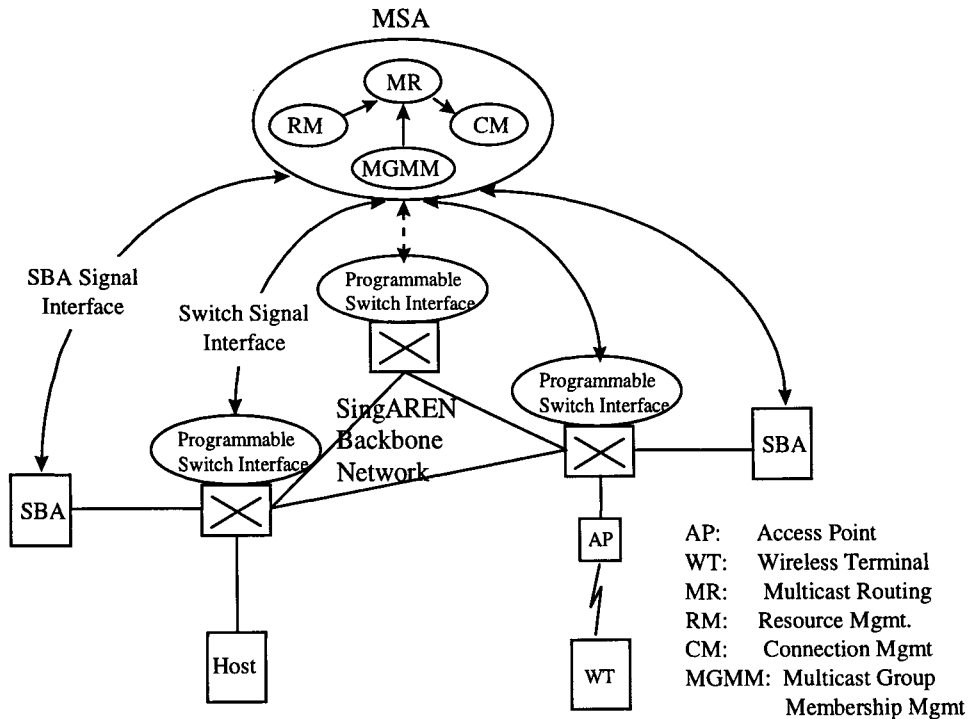 MSA
MR
RM
CM
MGMM
SBA Signal
Interface
Switch Signal
Interface
Programmable
Switch Interface
Programmable
Switch Interface
Programmable
Switch Interface
SingAREN
Backbone
Network
SBA
SBA
AP
Host
WT
AP: Access Point
WT: Wireless Terminal
MR: Multicast Routing
RM: Resource Mgmt.
CM: Connection Mgmt
MGMM: Multicast Group
Membership Mgmt